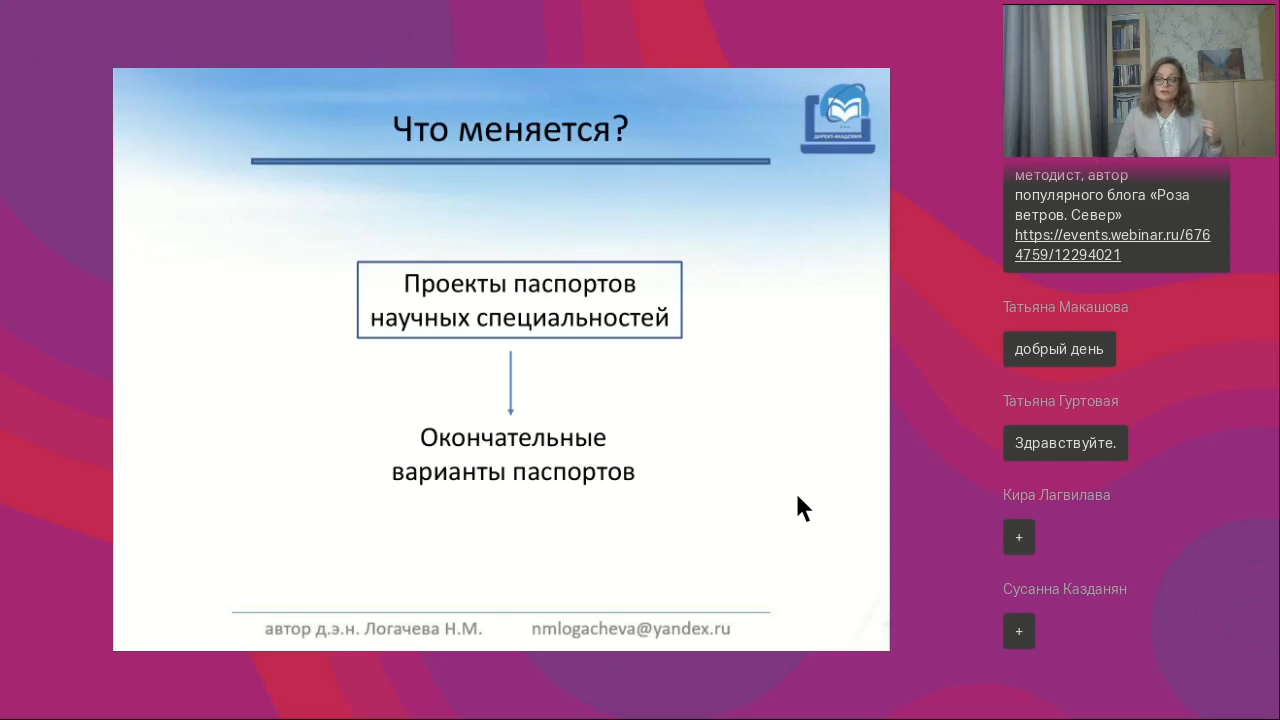 Что меняется?
ДИРЕКТ-АКАДЕМИЯ
Проекты паспортов
научных специальностей
Окончательные
варианты паспортов
автор д.э.н. Логачева Н.М. nmlogacheva@yandex.ru
методист, автор
популярного блога «Роза
ветров. Север»
https://events.webinar.ru/676
4759/12294021
Татьяна Макашова
добрый день
Татьяна Гуртовая
Здравствуйте.
Кира Лагвилава
+
Сусанна Казданян
+